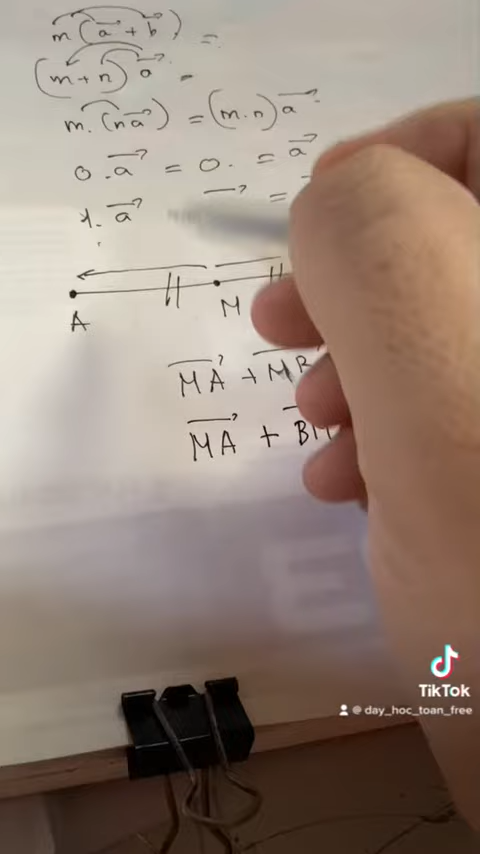 m(a⃗ + b⃗) =
(m+n)a⃗ =
m.(na⃗) = (m.n)a⃗
0.a⃗ = 0. = a⃗
1.a⃗ =
A M
MA⃗ + MB⃗
MA⃗ + BM⃗
E
TikTok
@ day_hoc_toan_free